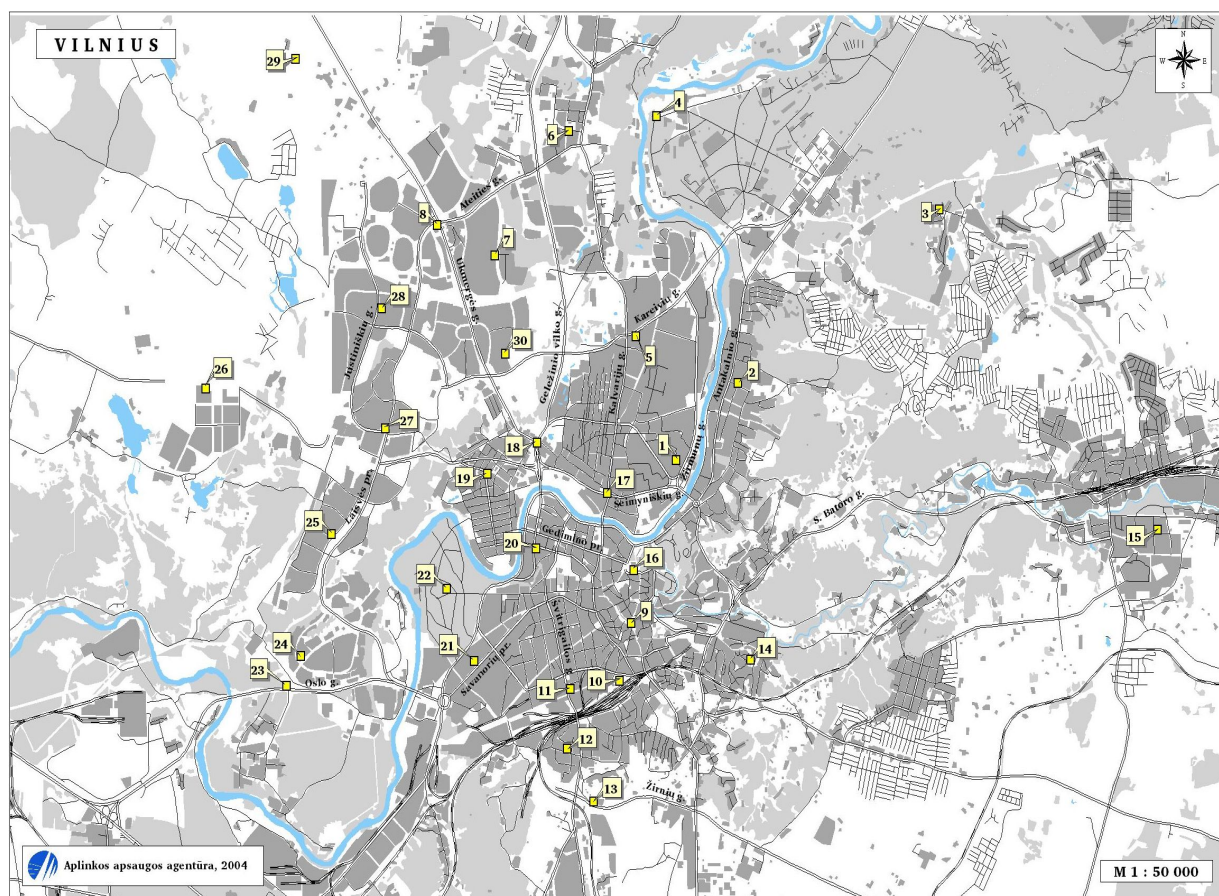 VILNIUS
N
W E
S
29
4
6
3
8
Ateities g.
7
Ukmergės g.
28
Justiniškių g.
Kareivių g.
Geležinio vilko g.
30
5
Kalvarijų g.
Antakalnio g.
2
26
27
18
1
Žirmūnų g.
19
17
Šeimyniškių g.
Laisvės pr.
S. Batoro g.
25
Gedimino pr.
20
15
16
22
Švitrigailos g.
9
21
Savanorių pr.
24
14
23
Oslo g.
11
10
12
13
Žirnių g.
Aplinkos apsaugos agentūra, 2004
M 1 : 50 000